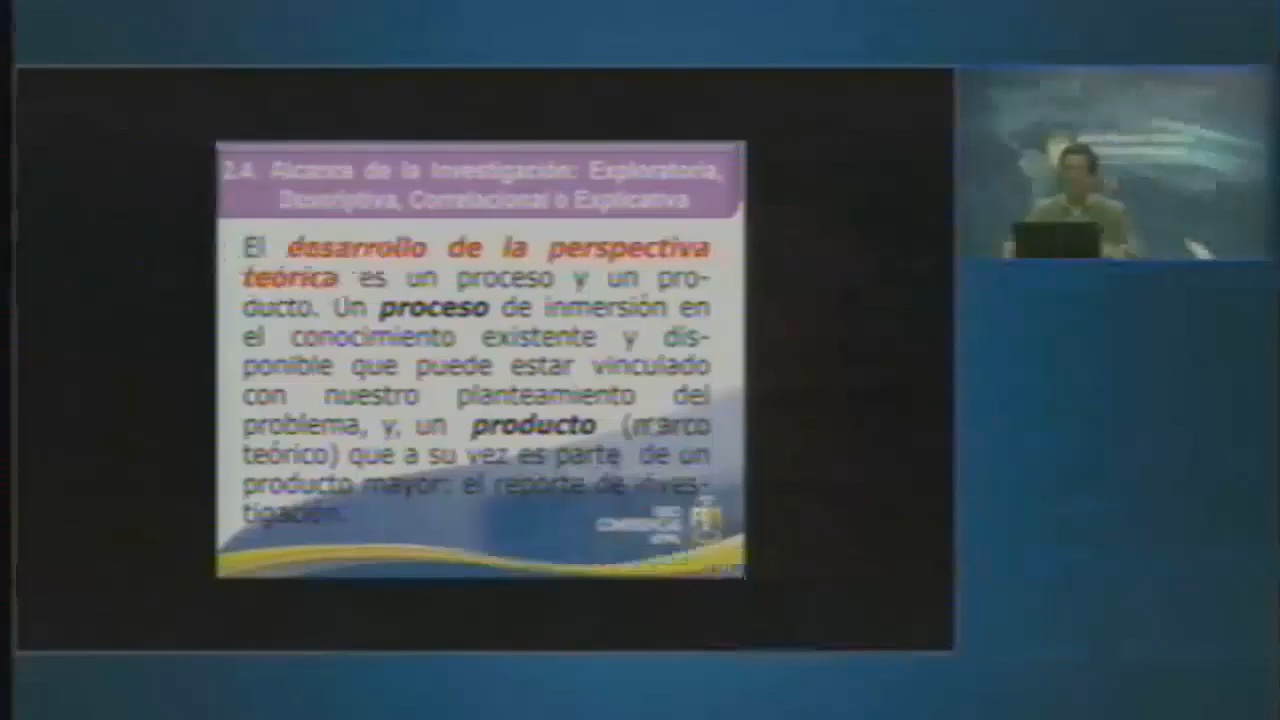 2.4. Alcance de la Investigación: Exploratoria,
Descriptiva, Correlacional o Explicativa
El desarrollo de la perspectiva
teórica es un proceso y un pro-
ducto. Un proceso de inmersión en
el conocimiento existente y dis-
ponible que puede estar vinculado
con nuestro planteamiento del
problema, y, un producto (marco
teórico) que a su vez es parte de un
producto mayor: el reporte de inves-
tigación.